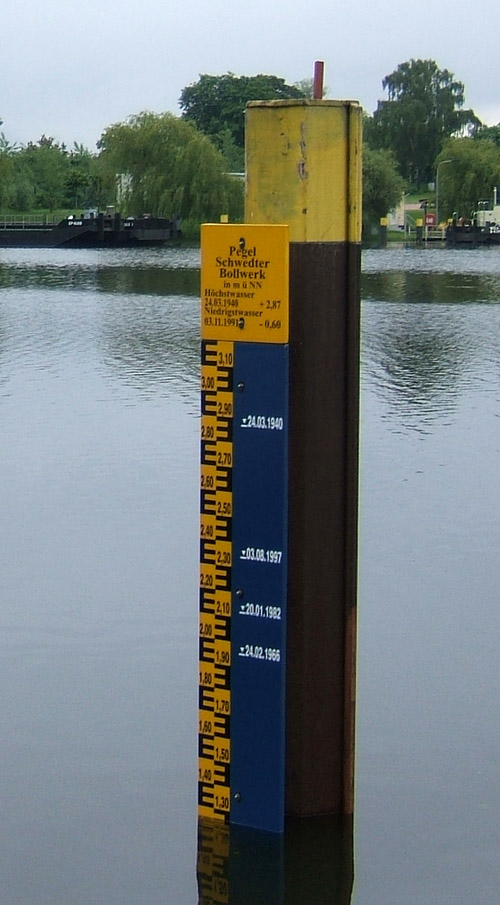 Pegel
Schwedter
Bollwerk
in m ü NN
Höchstwasser
24.03.1940 + 2,87
Niedrigstwasser
03.11.1991 - 0,60
3,10
3,00
2,90
2,80
2,70
2,60
2,50
2,40
2,30
2,20
2,10
2,00
1,90
1,80
1,70
1,60
1,50
1,40
1,30
24.03.1940
03.08.1997
20.01.1982
24.02.1966